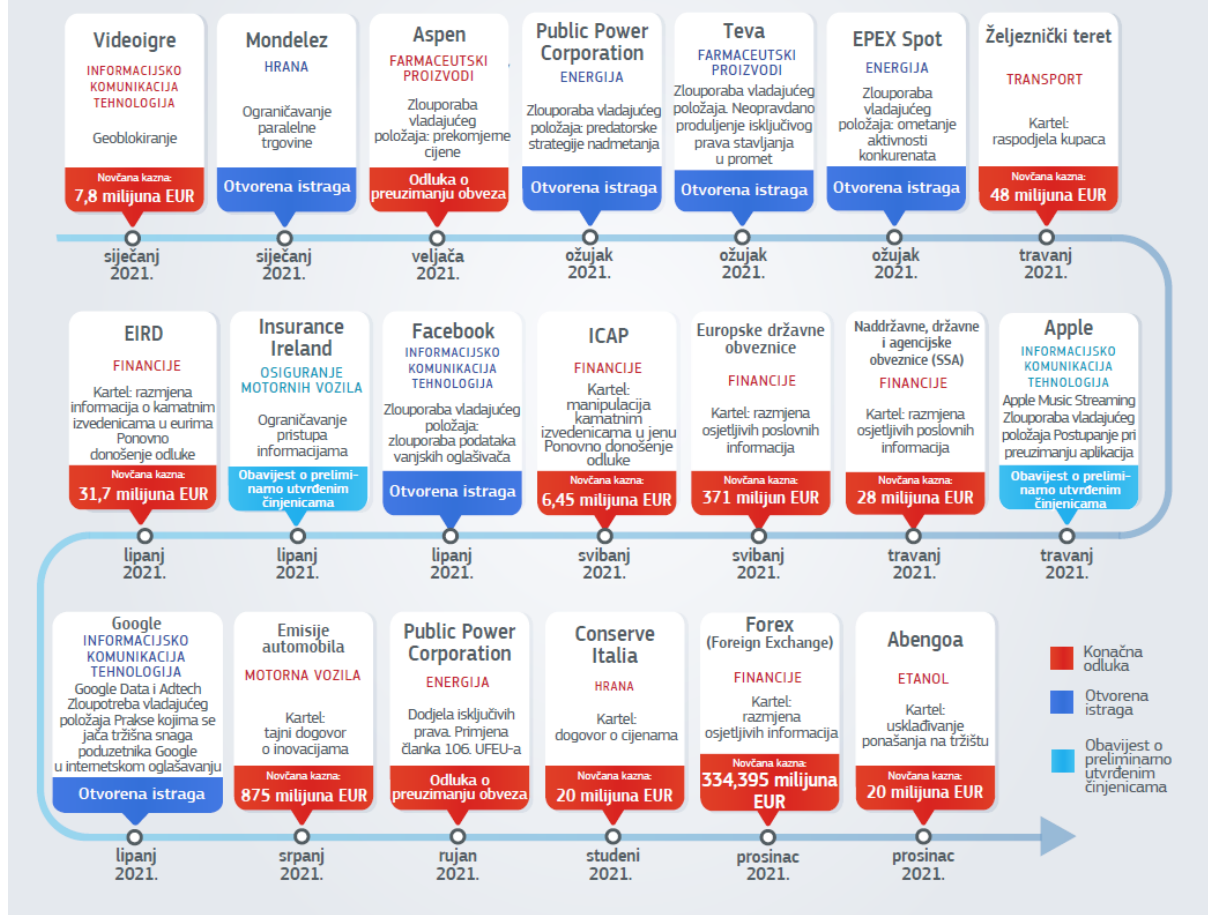 Videoigre
INFORMACIJSKO
KOMUNIKACIJA
TEHNOLOGIJA
Geoblokiranje
Novčana kazna:
7,8 milijuna EUR
siječanj
2021.
Mondelez
HRANA
Ograničavanje
paralelne
trgovine
Otvorena istraga
siječanj
2021.
Aspen
FARMACEUTSKI
PROIZVODI
Zlouporaba
vladajućeg
položaja: prekomjerne
cijene
Odluka o
preuzimanju obveza
veljača
2021.
Public Power
Corporation
ENERGIJA
Zlouporaba vladajućeg
položaja: predatorske
strategije nadmetanja
Otvorena istraga
ožujak
2021.
Teva
FARMACEUTSKI
PROIZVODI
Zlouporaba vladajućeg
položaja. Neopravdano
produljenje isključivog
prava stavljanja
u promet
Otvorena istraga
ožujak
2021.
EPEX Spot
ENERGIJA
Zlouporaba
vladajućeg
položaja: ometanje
aktivnosti
konkurenata
Otvorena istraga
ožujak
2021.
Željeznički teret
TRANSPORT
Kartel:
raspodjela kupaca
Novčana kazna:
48 milijuna EUR
travanj
2021.
EIRD
FINANCIJE
Kartel: razmjena
informacija o kamatnim
izvedenicama u eurima
Ponovno
donošenje odluke
Novčana kazna:
31,7 milijuna EUR
lipanj
2021.
Insurance
Ireland
OSIGURANJE
MOTORNIH VOZILA
Ograničavanje
pristupa
informacijama
Obavijest o prelimi-
narno utvrđenim
činjenicama
lipanj
2021.
Facebook
INFORMACIJSKO
KOMUNIKACIJA
TEHNOLOGIJA
Zlouporaba vladajućeg
položaja:
zlouporaba podataka
vanjskih oglašivača
Otvorena istraga
lipanj
2021.
ICAP
FINANCIJE
Kartel:
manipulacija
kamatnim
izvedenicama u jenu
Ponovno donošenje
odluke
Novčana kazna:
6,45 milijuna EUR
svibanj
2021.
Europske državne
obveznice
FINANCIJE
Kartel: razmjena
osjetljivih poslovnih
informacija
Novčana kazna:
371 milijun EUR
svibanj
2021.
Naddržavne, državne
i agencijske
obveznice (SSA)
FINANCIJE
Kartel: razmjena
osjetljivih poslovnih
informacija
Novčana kazna:
28 milijuna EUR
travanj
2021.
Apple
INFORMACIJSKO
KOMUNIKACIJA
TEHNOLOGIJA
Apple Music Streaming
Zlouporaba vladajućeg
položaja Postupanje pri
preuzimanju aplikacija
Obavijest o prelimi-
narno utvrđenim
činjenicama
travanj
2021.
Google
INFORMACIJSKO
KOMUNIKACIJA
TEHNOLOGIJA
Google Data i Adtech
Zloupotreba vladajućeg
položaja Prakse kojima se
jača tržišna snaga
poduzetnika Google
u internetskom oglašavanju
Otvorena istraga
lipanj
2021.
Emisije
automobila
MOTORNA VOZILA
Kartel:
tajni dogovor
o inovacijama
Novčana kazna:
875 milijuna EUR
srpanj
2021.
Public Power
Corporation
ENERGIJA
Dodjela isključivih
prava. Primjena
članka 106. UFEU-a
Odluka o
preuzimanju obveza
rujan
2021.
Conserve
Italia
HRANA
Kartel:
dogovor o cijenama
Novčana kazna:
20 milijuna EUR
studeni
2021.
Forex
(Foreign Exchange)
FINANCIJE
Kartel:
razmjena
osjetljivih informacija
Novčana kazna:
334,395 milijuna
EUR
prosinac
2021.
Abengoa
ETANOL
Kartel:
usklađivanje
ponašanja na tržištu
Novčana kazna:
20 milijuna EUR
prosinac
2021.
Konačna
odluka
Otvorena
istraga
Obavijest o
preliminarno
utvrđenim
činjenicama